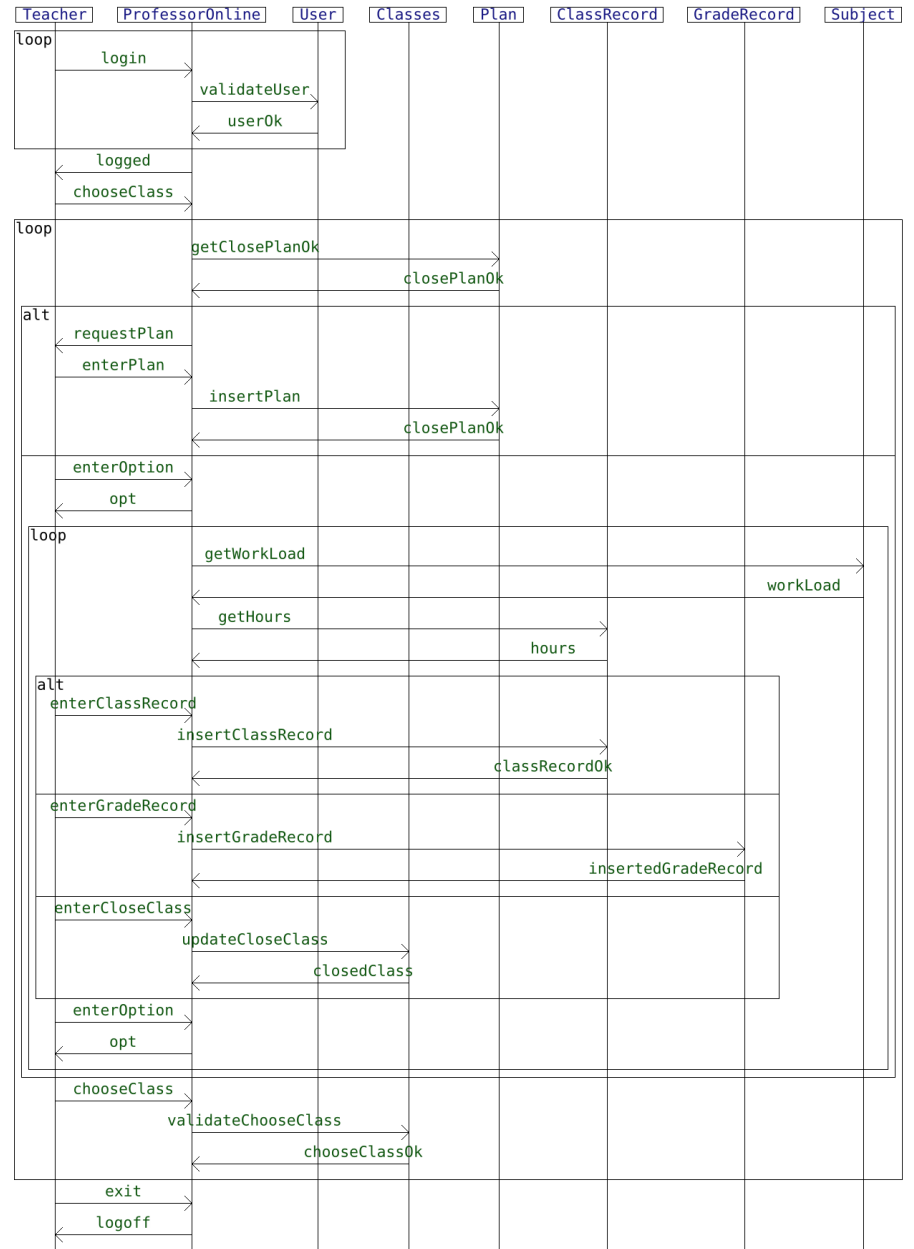 Teacher ProfessorOnline User Classes Plan ClassRecord GradeRecord Subject
loop
login
validateUser
userOk
logged
chooseClass
loop
getClosePlanOk
closePlanOk
alt
requestPlan
enterPlan
insertPlan
closePlanOk
enterOption
opt
loop
getWorkLoad
workLoad
getHours
hours
alt
enterClassRecord
insertClassRecord
classRecordOk
enterGradeRecord
insertGradeRecord
insertedGradeRecord
enterCloseClass
updateCloseClass
closedClass
enterOption
opt
chooseClass
validateChooseClass
chooseClassOk
exit
logoff